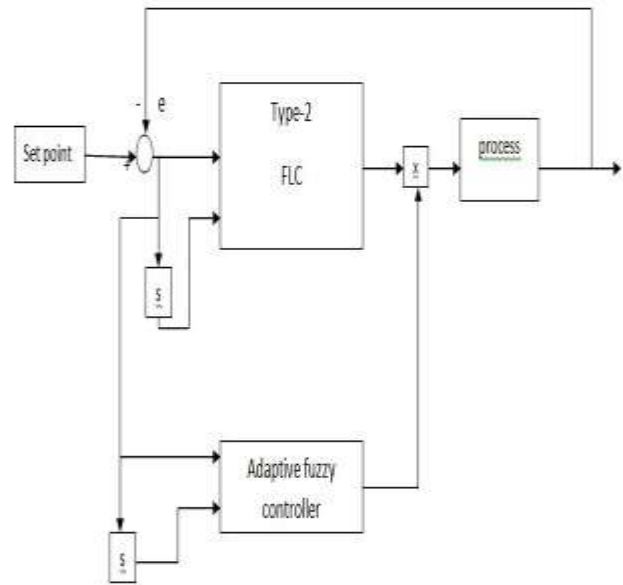 - e
Set point
+
Type-2
FLC
x
process
s
Adaptive fuzzy
controller
s